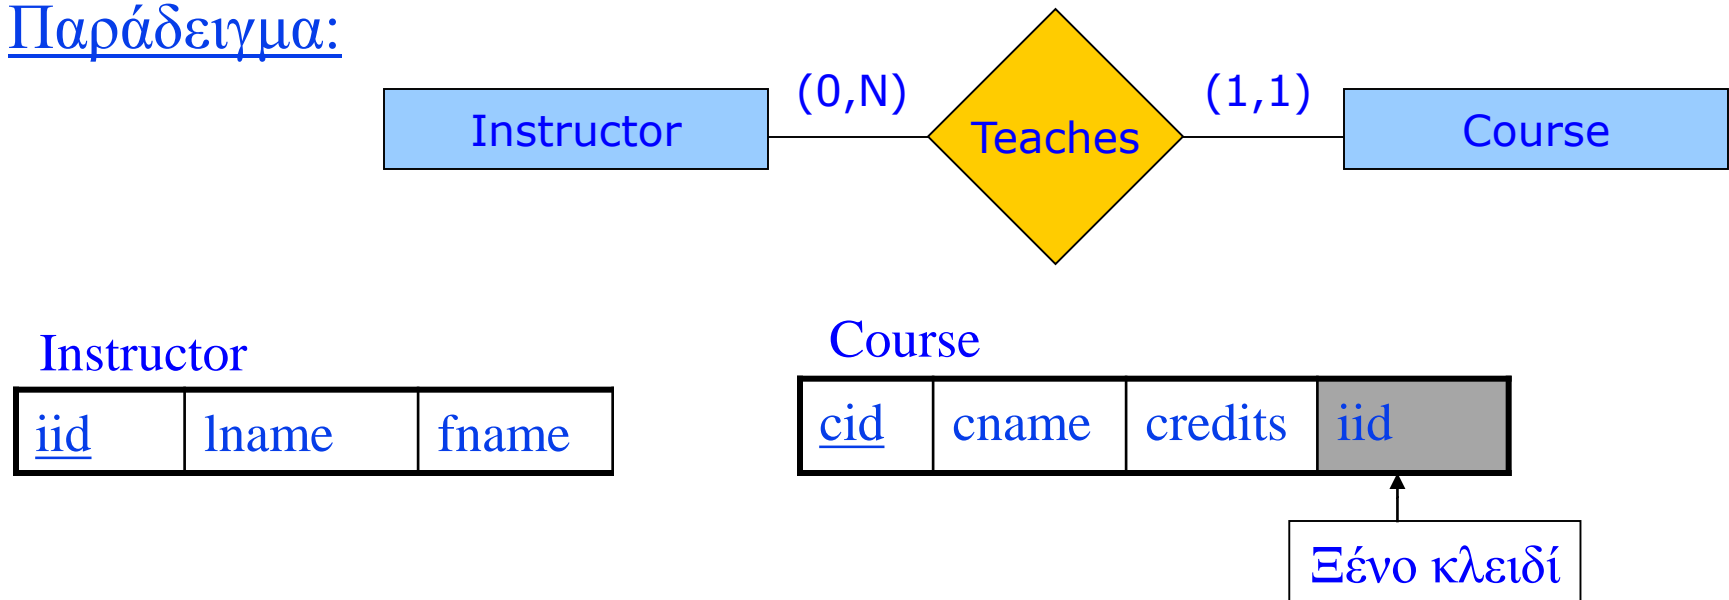 Παράδειγμα:
(0,N) (1,1)
Instructor Teaches Course
Instructor Course
iid lname fname cid cname credits iid
Ξένο κλειδί